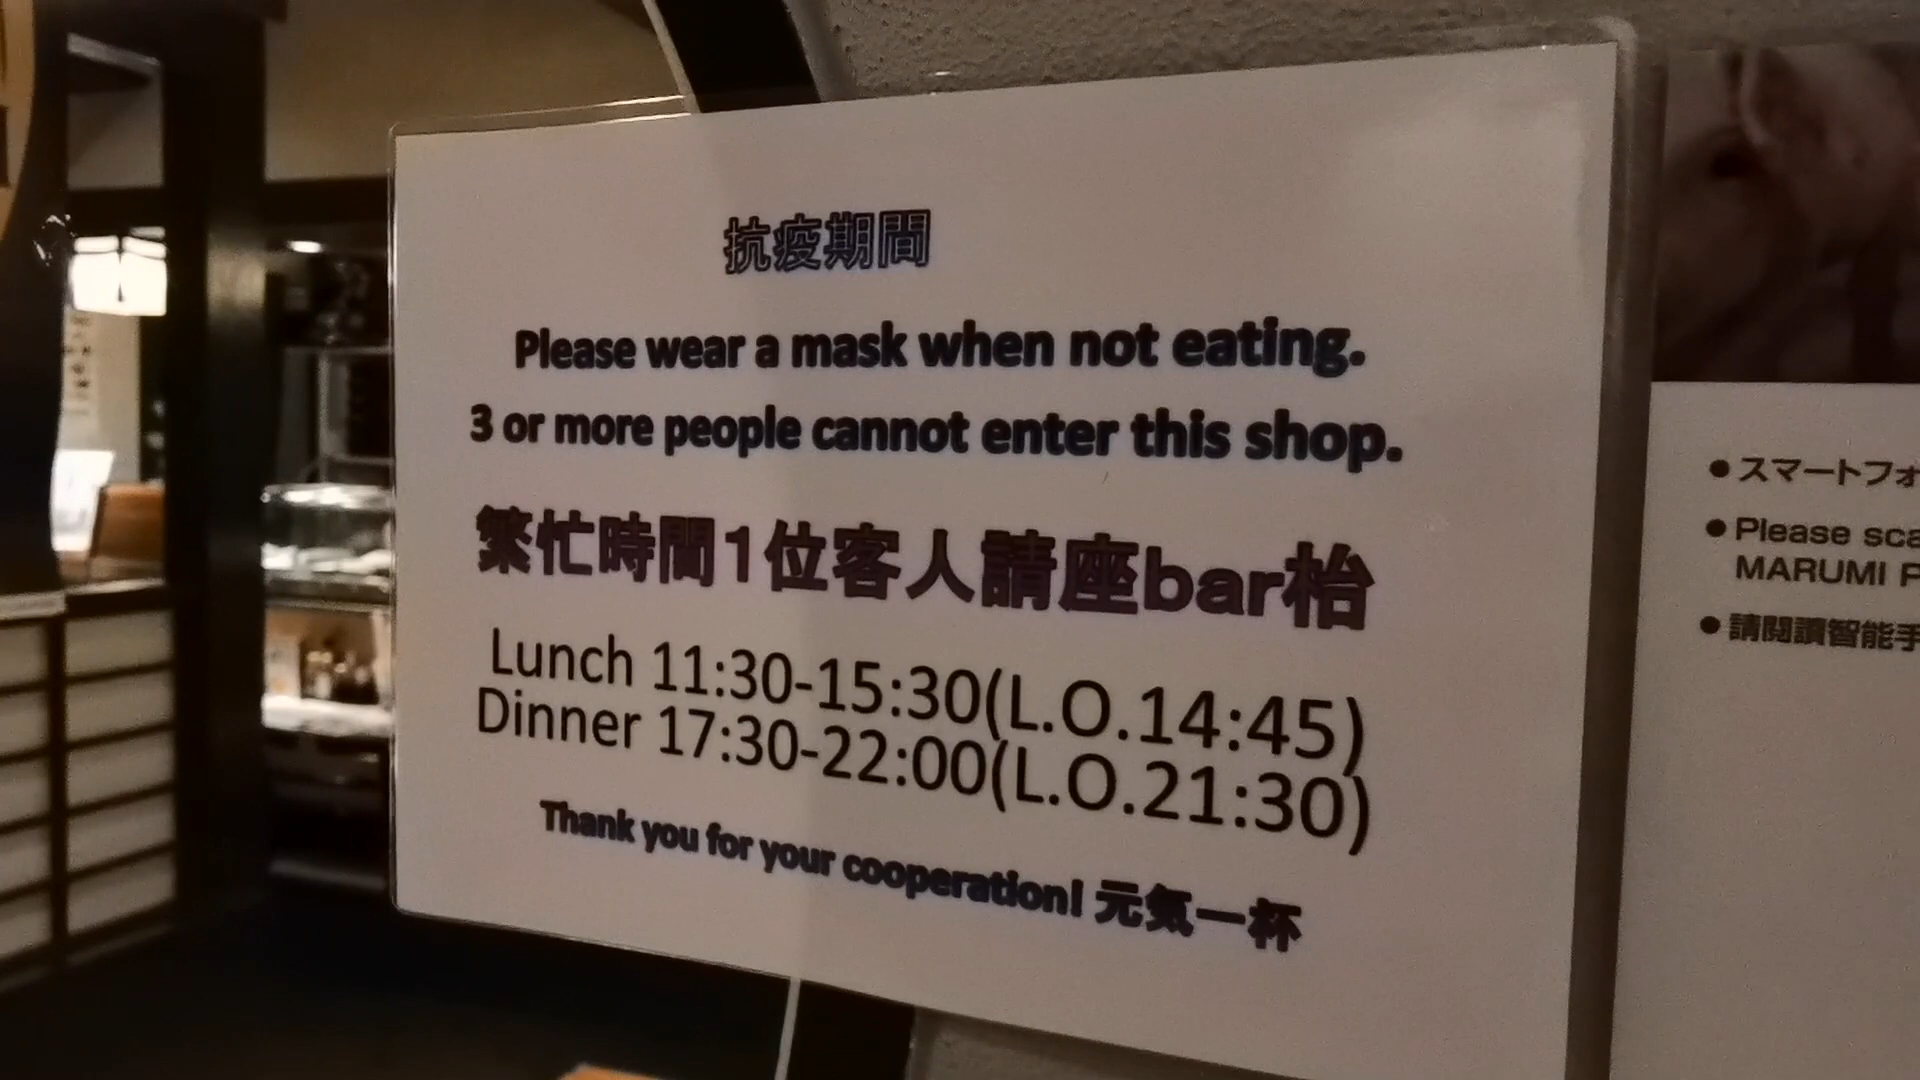 抗疫期間
Please wear a mask when not eating.
3 or more people cannot enter this shop.
繁忙時間1位客人請座bar枱
Lunch 11:30-15:30(L.O.14:45)
Dinner 17:30-22:00(L.O.21:30)
Thank you for your cooperation! 元氣一杯
●スマートフォ
●Please sca
MARUMI P
●請閱讀智能手